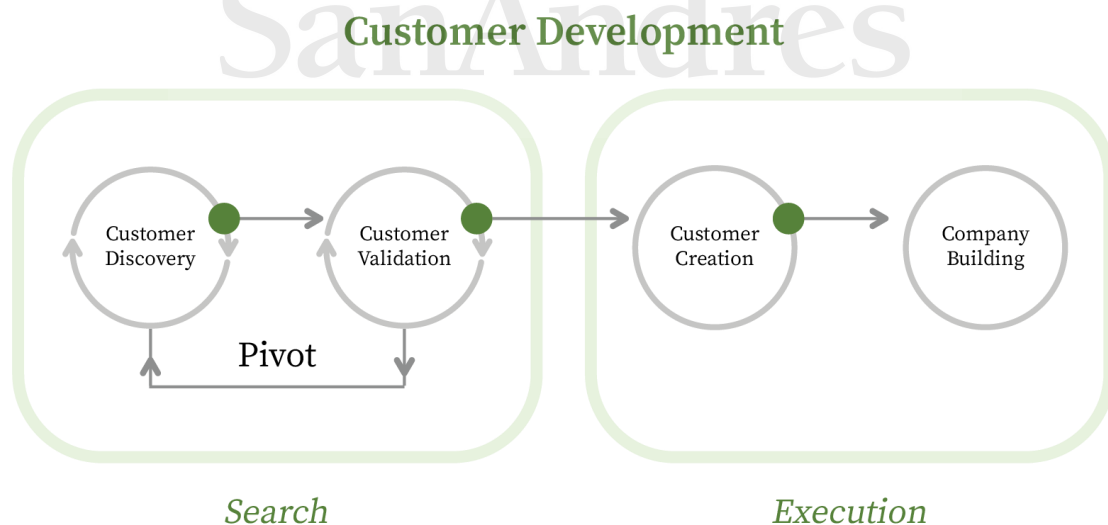 SanAndres
Customer Development
Customer
Discovery
Customer
Validation
Customer
Creation
Company
Building
Pivot
Search
Execution